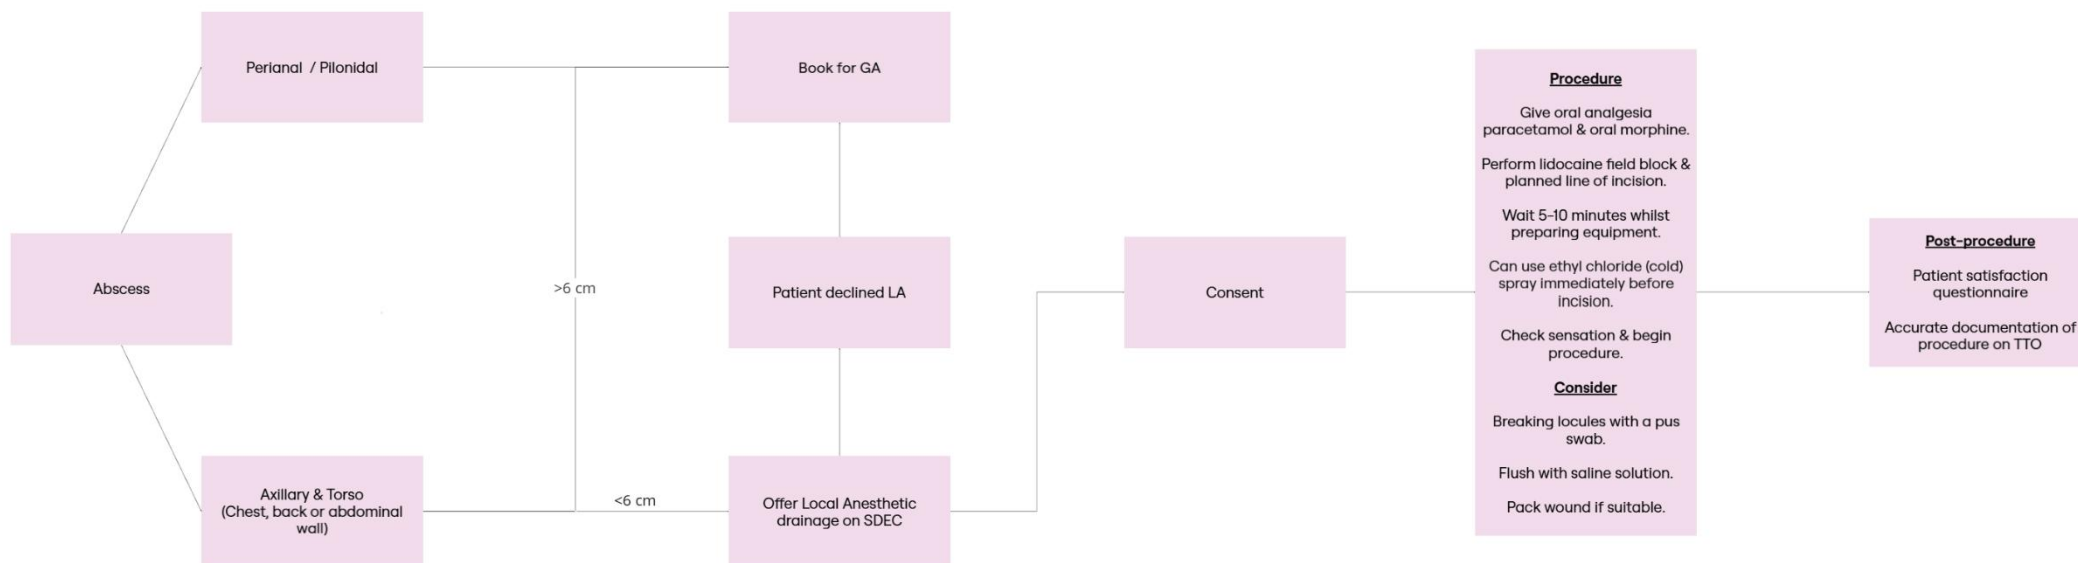 Abscess
Perianal / Pilonidal
Axillary & Torso
(Chest, back or abdominal
wall)
>6 cm
<6 cm
Book for GA
Patient declined LA
Offer Local Anesthetic
drainage on SDEC
Consent
Procedure
Give oral analgesia
paracetamol & oral morphine.
Perform lidocaine field block &
planned line of incision.
Wait 5-10 minutes whilst
preparing equipment.
Can use ethyl chloride (cold)
spray immediately before
incision.
Check sensation & begin
procedure.
Consider
Breaking locules with a pus
swab.
Flush with saline solution.
Pack wound if suitable.
Post-procedure
Patient satisfaction
questionnaire
Accurate documentation of
procedure on TTO